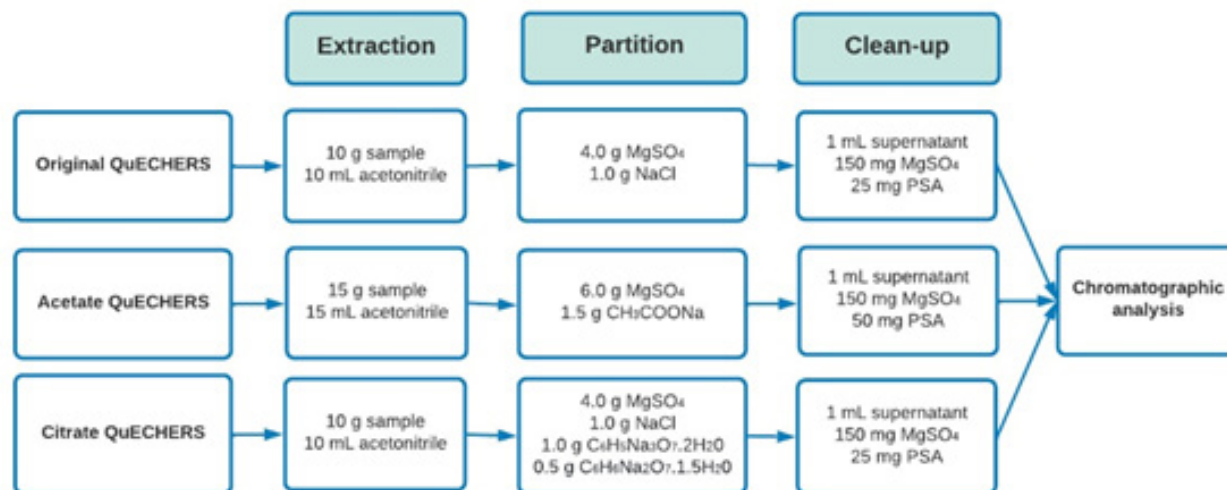 Extraction
Partition
Clean-up
Original QuECHERS
10 g sample
10 mL acetonitrile
4.0 g MgSO₄
1.0 g NaCl
1 mL supernatant
150 mg MgSO₄
25 mg PSA
Acetate QuECHERS
15 g sample
15 mL acetonitrile
6.0 g MgSO₄
1.5 g CH₃COONa
1 mL supernatant
150 mg MgSO₄
50 mg PSA
Chromatographic
analysis
Citrate QuECHERS
10 g sample
10 mL acetonitrile
4.0 g MgSO₄
1.0 g NaCl
1.0 g C₆H₅Na₃O₇.2H₂0
0.5 g C₆H₆Na₂O₇.1.5H₂0
1 mL supernatant
150 mg MgSO₄
25 mg PSA